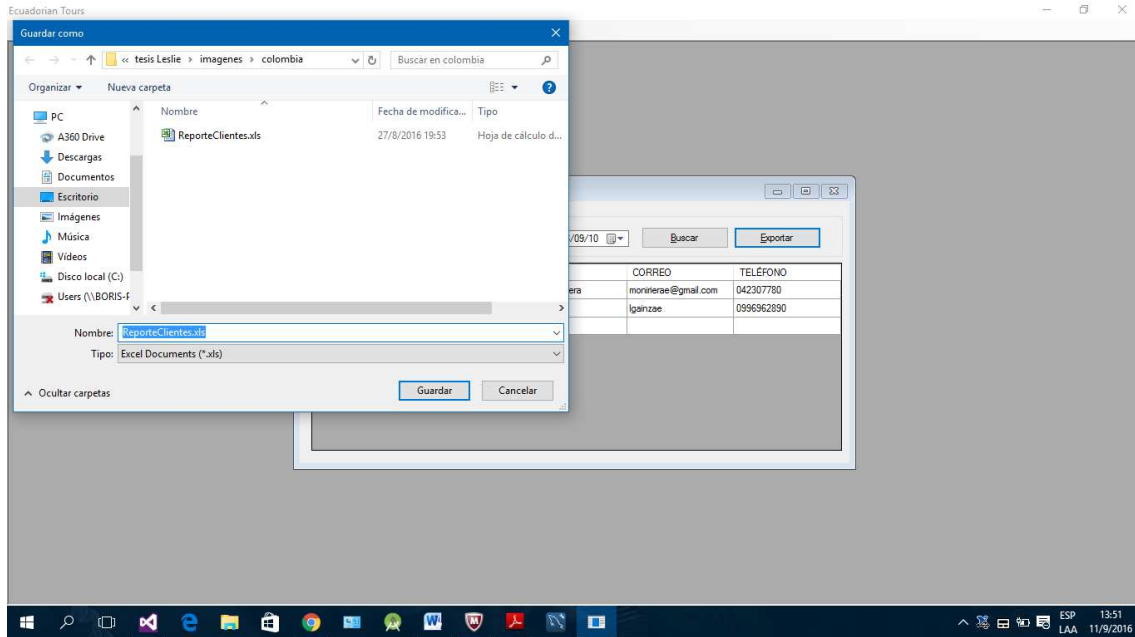 Ecuadorian Tours
Guardar como
« tesis Leslie › imagenes › colombia
Buscar en colombia
Organizar
Nueva carpeta
Nombre
Fecha de modifica...
Tipo
PC
A360 Drive
Descargas
Documentos
Escritorio
Imágenes
Música
Vídeos
Disco local (C:)
Users (\\BORIS-P
ReporteClientes.xls
27/8/2016 19:53
Hoja de cálculo d...
Nombre: ReporteClientes.xls
Tipo: Excel Documents (*.xls)
Ocultar carpetas
Guardar
Cancelar
/09/10
Buscar
Exportar
CORREO
TELÉFONO
era
monirierae@gmail.com
042307780
lgainzae
0996962890
ESP
LAA
13:51
11/9/2016